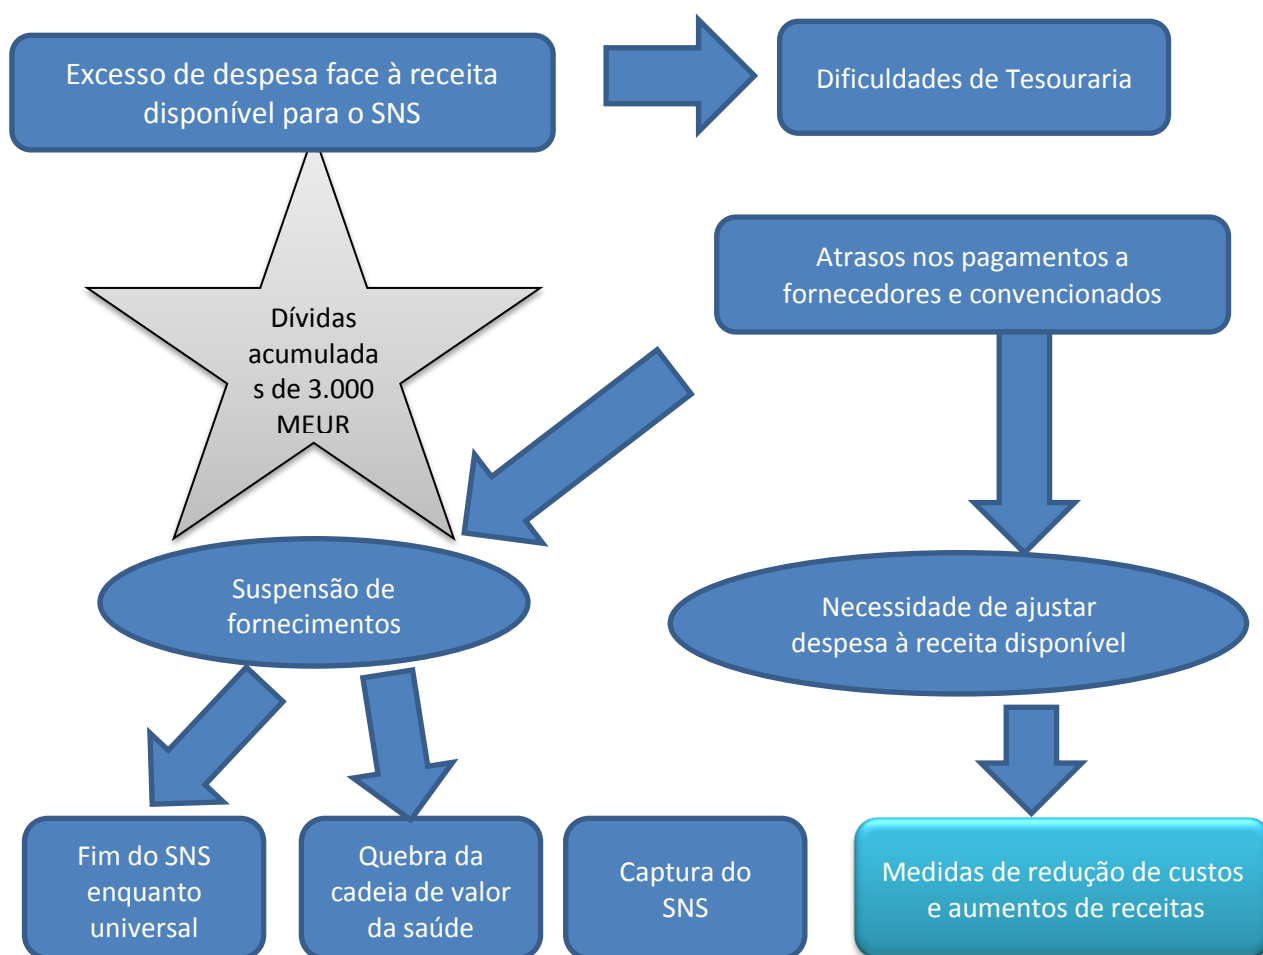 Excesso de despesa face à receita
disponível para o SNS
Dificuldades de Tesouraria
Atrasos nos pagamentos a
fornecedores e convencionados
Dívidas
acumulada
s de 3.000
MEUR
Suspensão de
fornecimentos
Necessidade de ajustar
despesa à receita disponível
Fim do SNS
enquanto
universal
Quebra da
cadeia de valor
da saúde
Captura do
SNS
Medidas de redução de custos
e aumentos de receitas